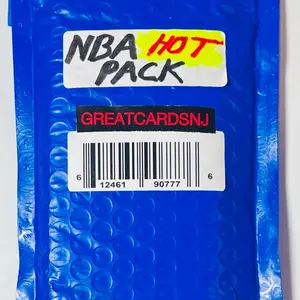 NBA HOT
PACK
GREATCARDSNJ
6 12461 90777 6